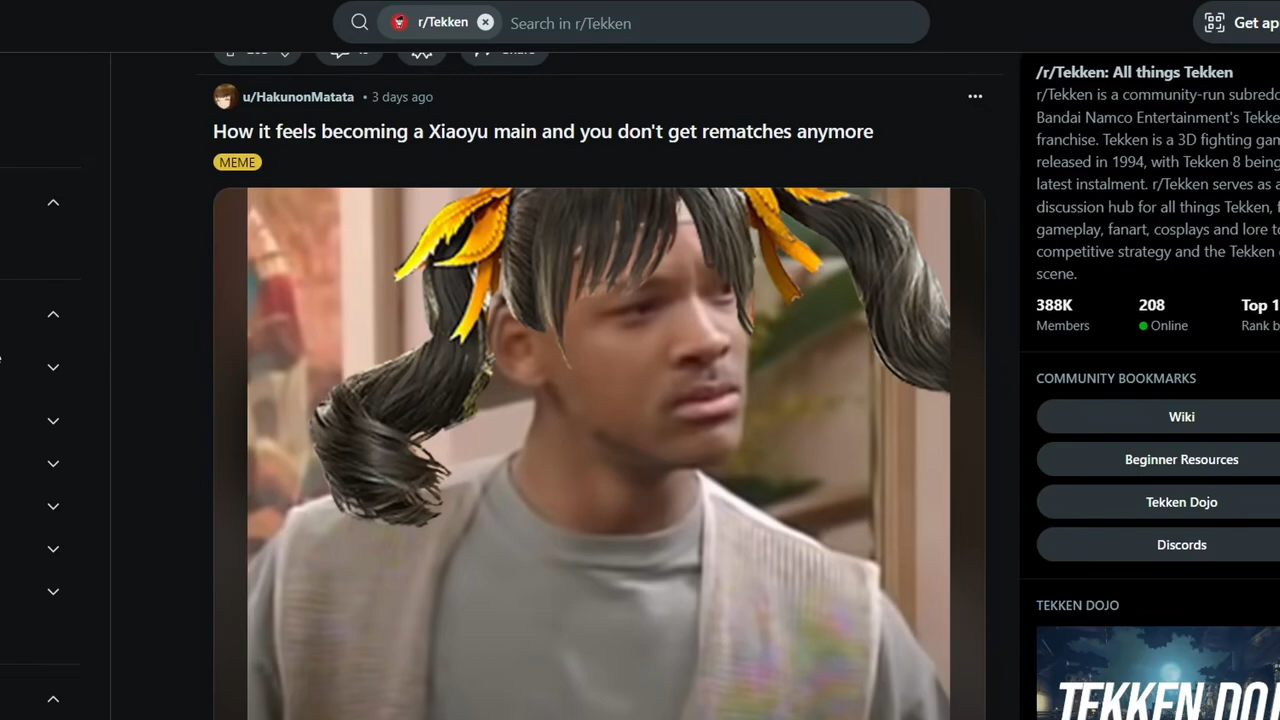 r/Tekken
Search in r/Tekken
Get ap
u/HakunonMatata • 3 days ago
How it feels becoming a Xiaoyu main and you don't get rematches anymore
MEME
/r/Tekken: All things Tekken
r/Tekken is a community-run subredd
Bandai Namco Entertainment's Tekke
franchise. Tekken is a 3D fighting gam
released in 1994, with Tekken 8 being
latest instalment. r/Tekken serves as a
discussion hub for all things Tekken, f
gameplay, fanart, cosplays and lore to
competitive strategy and the Tekken e
scene.
388K
208
Top 1
Members
Online
Rank b
COMMUNITY BOOKMARKS
Wiki
Beginner Resources
Tekken Dojo
Discords
TEKKEN DOJO
TEKKEN DO